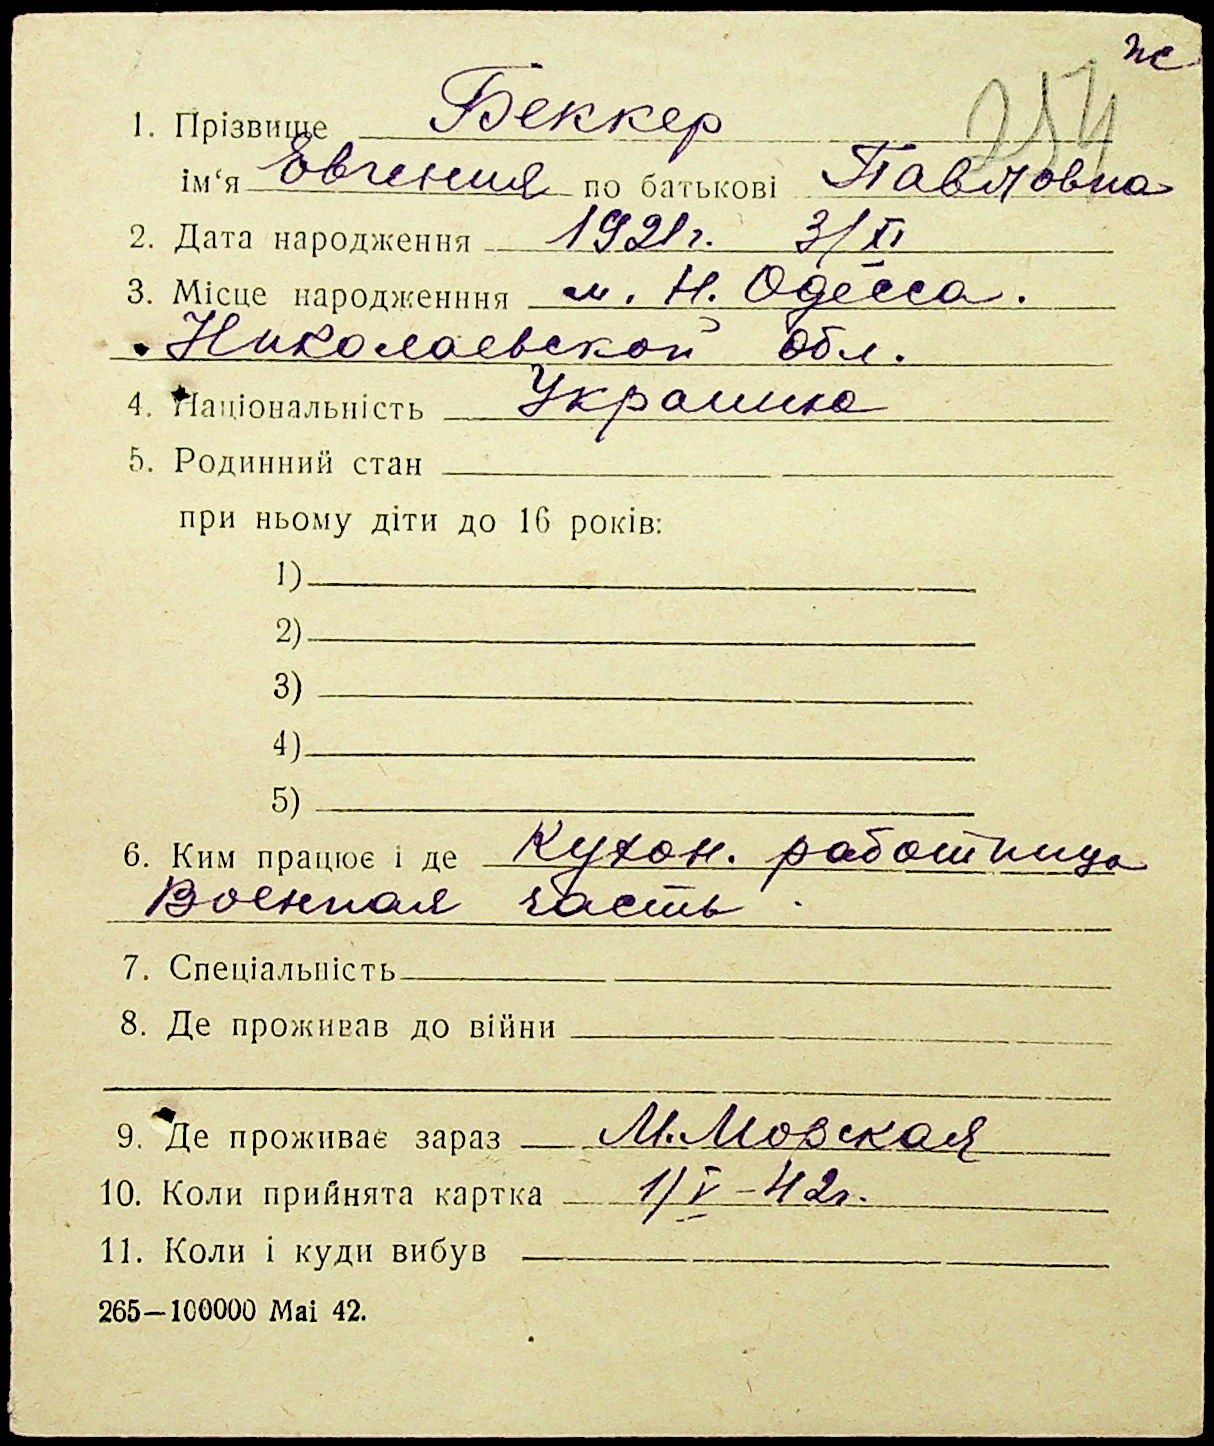 ж
254
1. Прізвище Беккер
ім‘я Евгения по батькові Павловна
2. Дата народження 1921г. 3/XI
3. Місце народженння м. Н. Одесса.
Николаевской обл.
4. Національність Украинка
5. Родинний стан
при ньому діти до 16 років:
1)
2)
3)
4)
5)
6. Ким працює і де Кухон. работница
Военная часть
7. Спеціальність
8. Де проживав до війни
9. Де проживає зараз М. Морская
10. Коли прийнята картка 1/V-42г.
11. Коли і куди вибув
265—100000 Mai 42.